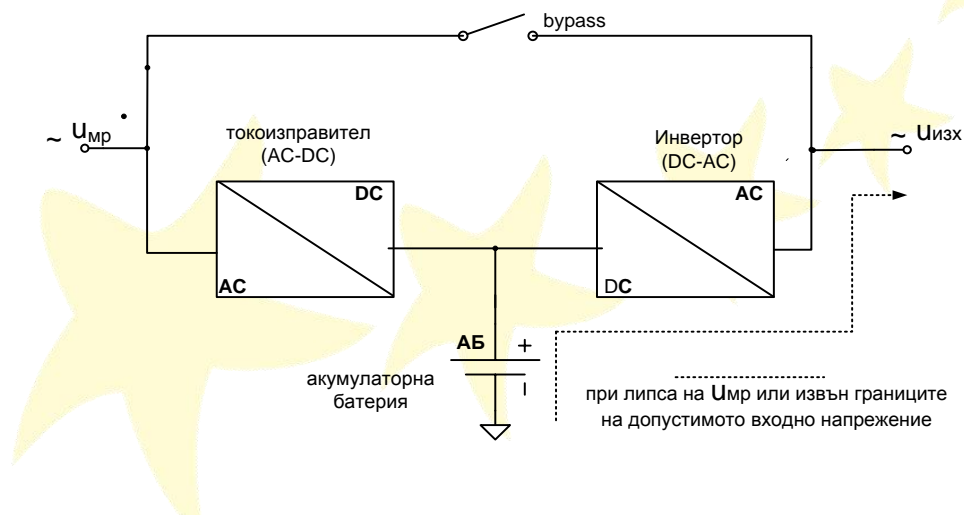 bypass
~ Uмр
токоизправител
(AC-DC)
Инвертор
(DC-AC)
~ Uизх
DC
AC
AC
DC
АБ
+
–
акумулаторна
батерия
при липса на Uмр или извън границите
на допустимото входно напрежение